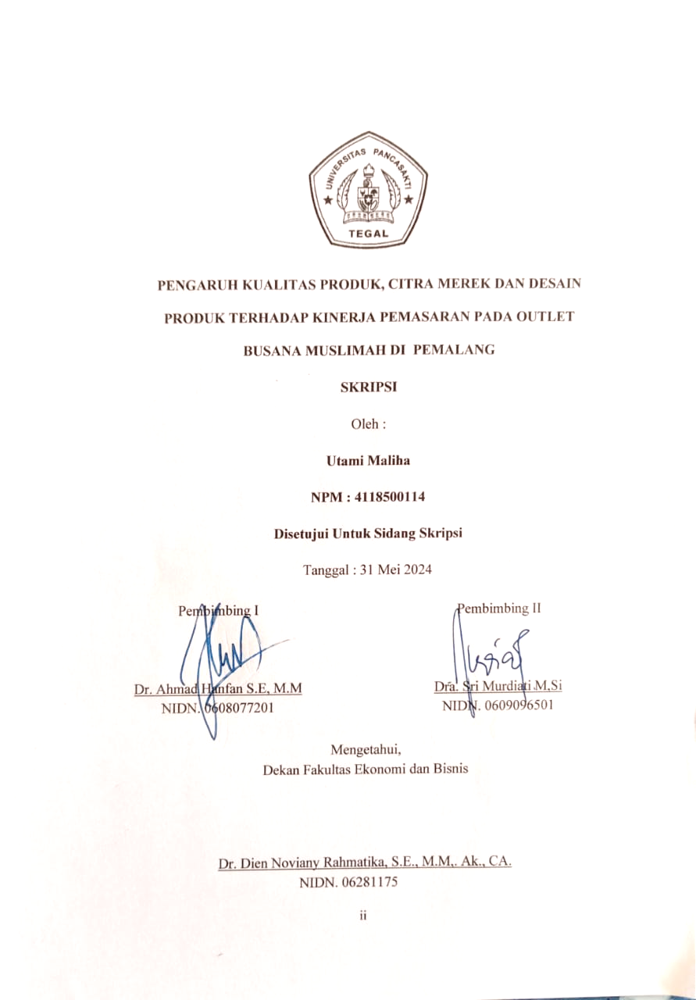 UNIVERSITAS PANCASAKTI
TEGAL
PENGARUH KUALITAS PRODUK, CITRA MEREK DAN DESAIN
PRODUK TERHADAP KINERJA PEMASARAN PADA OUTLET
BUSANA MUSLIMAH DI PEMALANG
SKRIPSI
Oleh :
Utami Maliha
NPM : 4118500114
Disetujui Untuk Sidang Skripsi
Tanggal : 31 Mei 2024
Pembimbing I
Pembimbing II
Dr. Ahmad Hanfan S.E, M.M
Dra. Sri Murdiati M,Si
NIDN. 0608077201
NIDN. 0609096501
Mengetahui,
Dekan Fakultas Ekonomi dan Bisnis
Dr. Dien Noviany Rahmatika, S.E., M.M,. Ak., CA.
NIDN. 06281175
ii